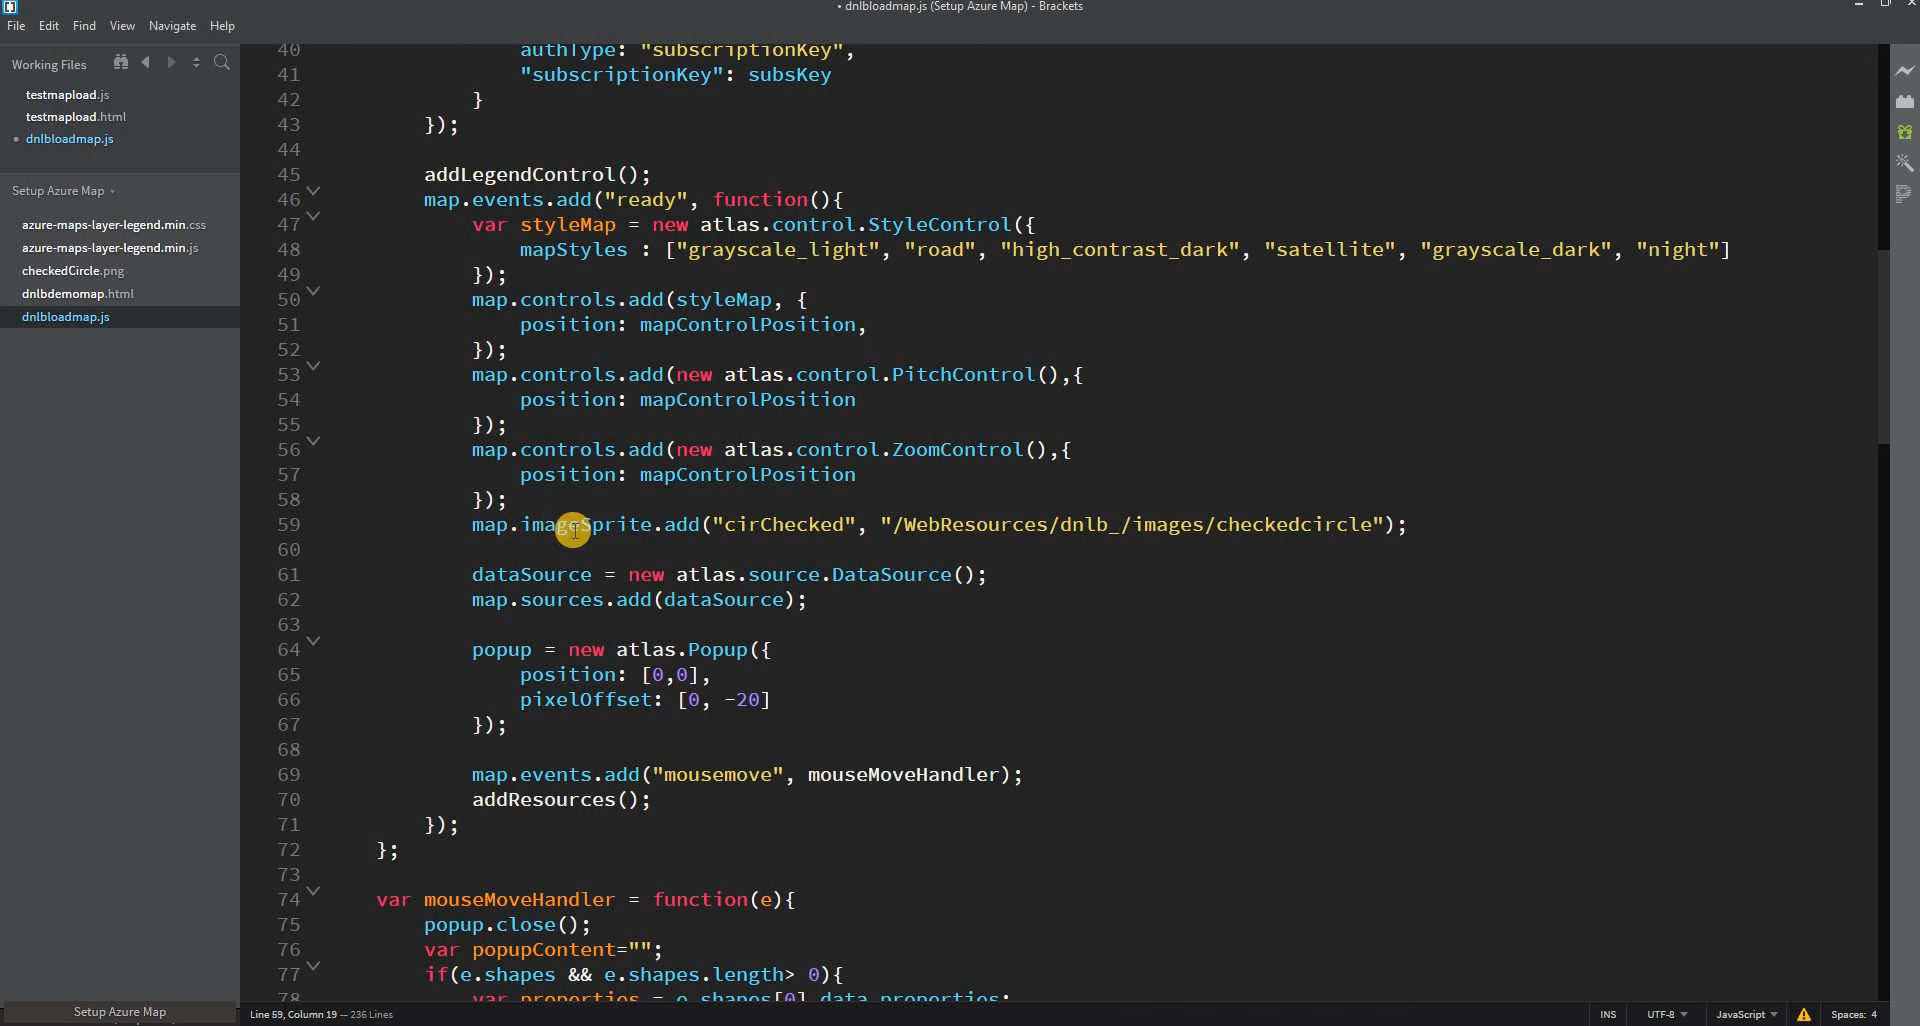 • dnlbloadmap.js (Setup Azure Map) - Brackets
File Edit Find View Navigate Help
Working Files
testmapload.js
testmapload.html
dnlbloadmap.js
Setup Azure Map
azure-maps-layer-legend.min.css
azure-maps-layer-legend.min.js
checkedCircle.png
dnlbdemomap.html
dnlbloadmap.js
Setup Azure Map
40 authType: "subscriptionKey",
41 "subscriptionKey": subsKey
42 }
43 });
44
45 addLegendControl();
46 map.events.add("ready", function(){
47 var styleMap = new atlas.control.StyleControl({
48 mapStyles : ["grayscale_light", "road", "high_contrast_dark", "satellite", "grayscale_dark", "night"]
49 });
50 map.controls.add(styleMap, {
51 position: mapControlPosition,
52 });
53 map.controls.add(new atlas.control.PitchControl(),{
54 position: mapControlPosition
55 });
56 map.controls.add(new atlas.control.ZoomControl(),{
57 position: mapControlPosition
58 });
59 map.imageSprite.add("cirChecked", "/WebResources/dnlb_/images/checkedcircle");
60
61 dataSource = new atlas.source.DataSource();
62 map.sources.add(dataSource);
63
64 popup = new atlas.Popup({
65 position: [0,0],
66 pixelOffset: [0, -20]
67 });
68
69 map.events.add("mousemove", mouseMoveHandler);
70 addResources();
71 });
72 };
73
74 var mouseMoveHandler = function(e){
75 popup.close();
76 var popupContent="";
77 if(e.shapes && e.shapes.length> 0){
78 var properties = e.shapes[0].data.properties;
Line 59, Column 19 — 236 Lines
INS UTF-8 JavaScript Spaces: 4